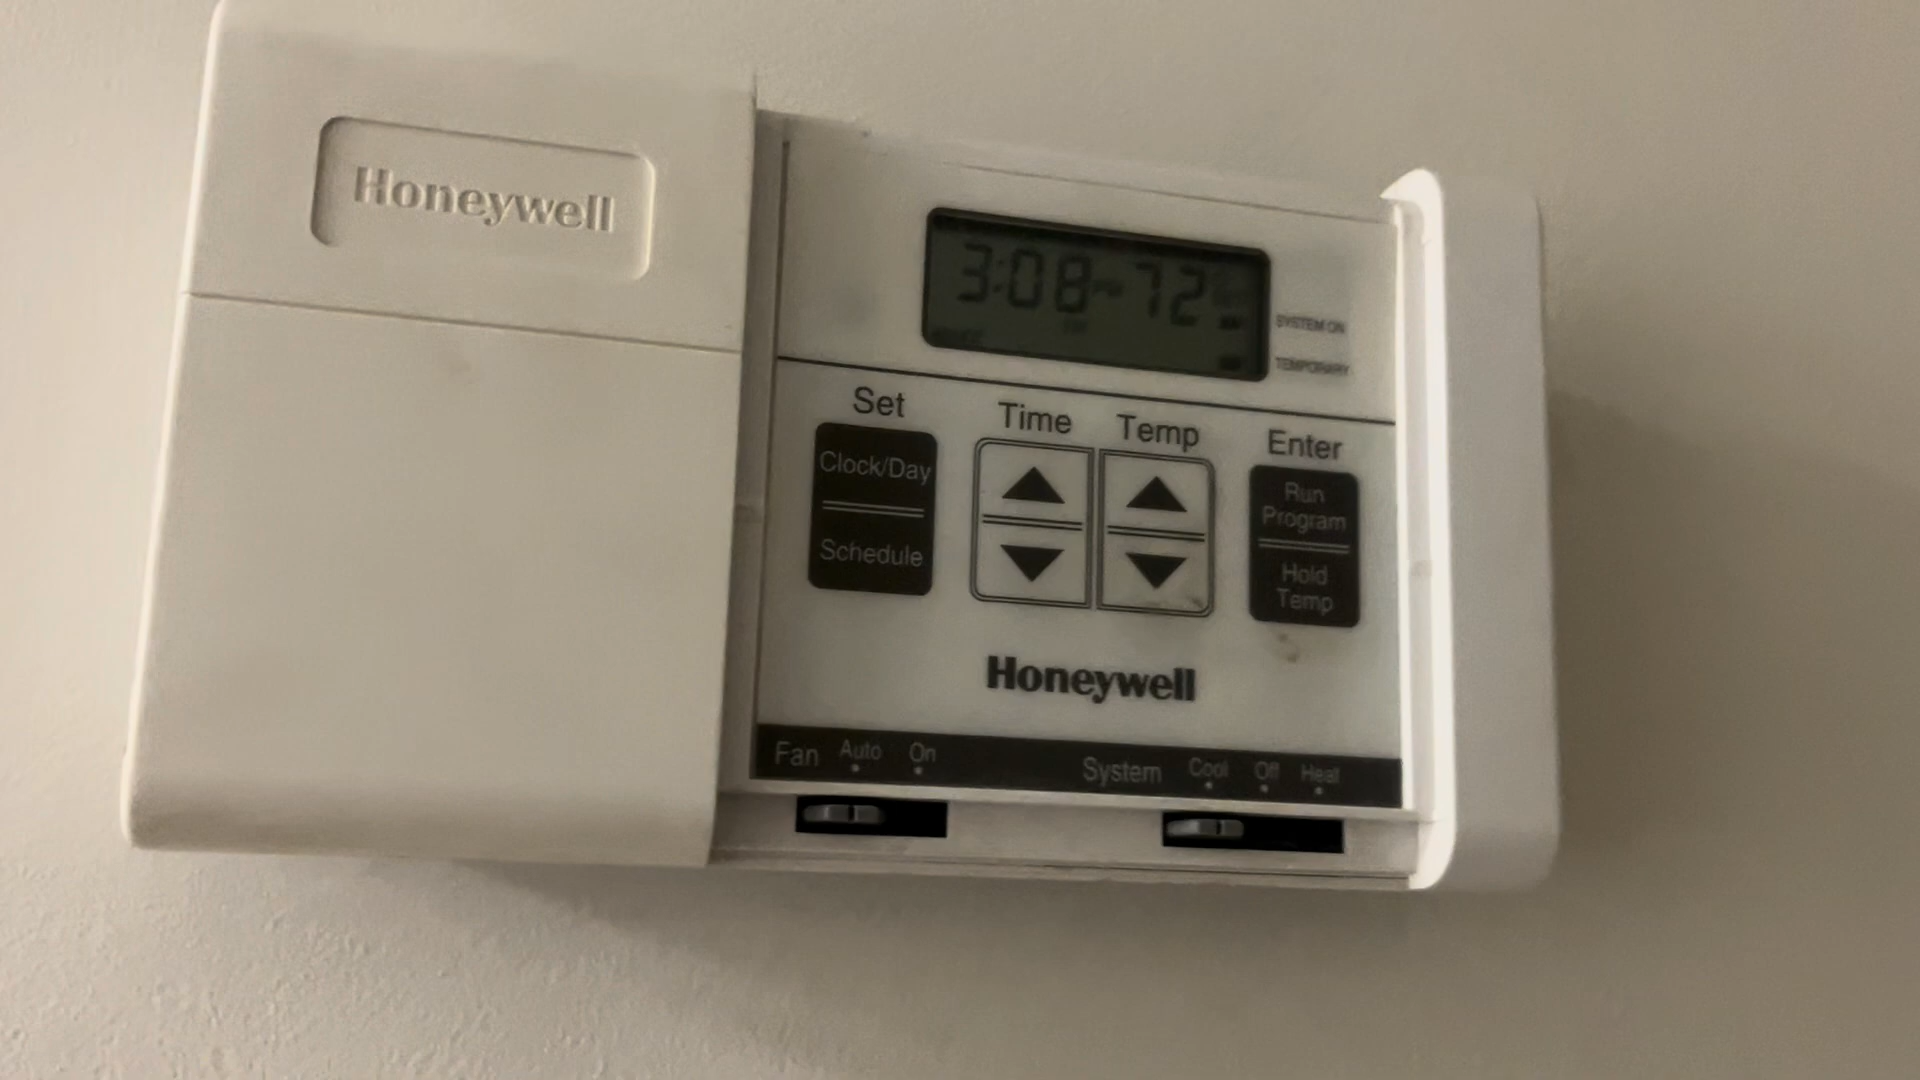 Honeywell
3:08 PM 72
SYSTEM ON
TEMPORARY
Set
Time
Temp
Enter
Clock/Day
Schedule
Run
Program
Hold
Temp
Honeywell
Fan Auto On
System Cool Off Heat